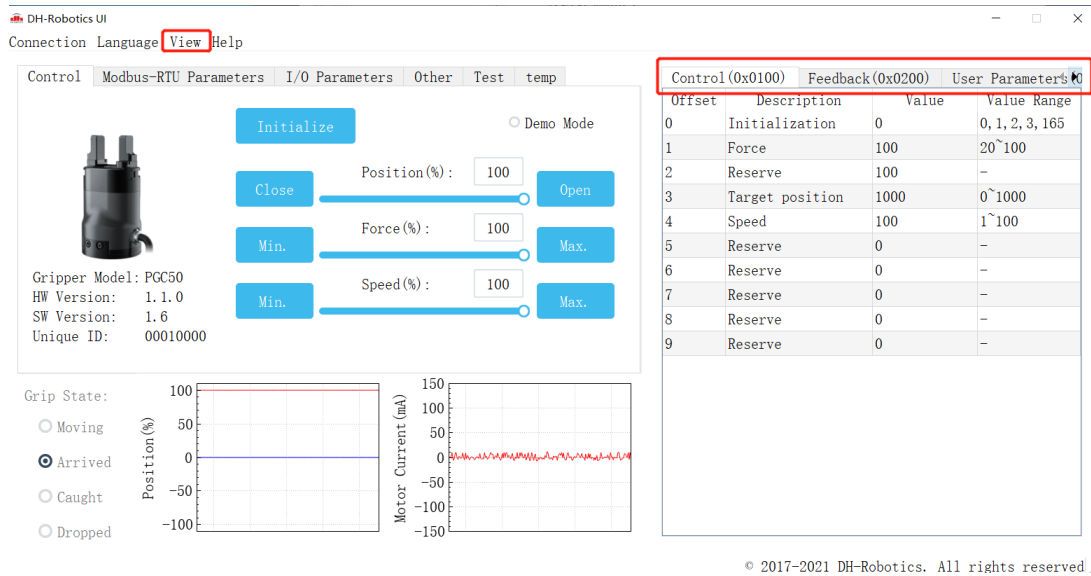 DH-Robotics UI
Connection Language View Help
Control Modbus-RTU Parameters I/O Parameters Other Test temp
Initialize
Demo Mode
Position(%): 100
Close
Open
Force(%): 100
Min.
Max.
Speed(%): 100
Min.
Max.
Gripper Model: PGC50
HW Version: 1.1.0
SW Version: 1.6
Unique ID: 00010000
Grip State:
Moving
Arrived
Caught
Dropped
Position(%)
100
50
0
-50
-100
Motor Current(mA)
150
100
50
0
-50
-100
-150
Control(0x0100) Feedback(0x0200) User Parameters
Offset Description Value Value Range
0 Initialization 0 0,1,2,3,165
1 Force 100 20~100
2 Reserve 100 -
3 Target position 1000 0~1000
4 Speed 100 1~100
5 Reserve 0 -
6 Reserve 0 -
7 Reserve 0 -
8 Reserve 0 -
9 Reserve 0 -
© 2017-2021 DH-Robotics. All rights reserved